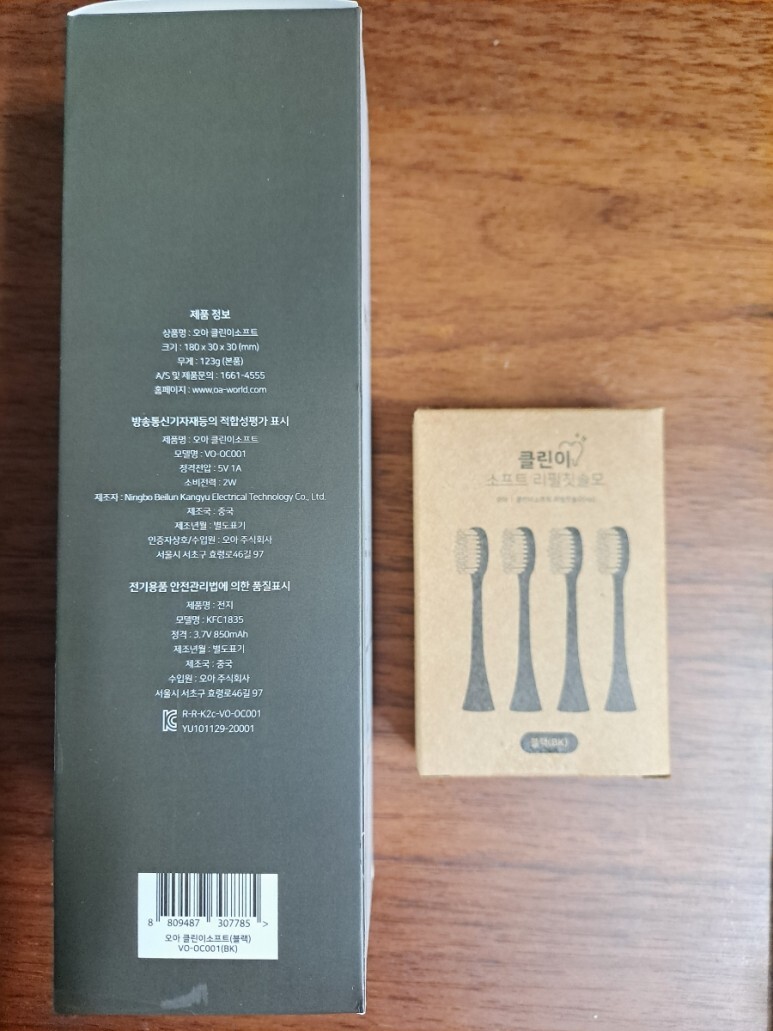 제품 정보
상품명 : 오아 클린이소프트
크기 : 180 x 30 x 30 (mm)
무게 : 123g (본품)
A/S 및 제품문의 : 1661-4555
홈페이지 : www.oa-world.com
방송통신기자재등의 적합성평가 표시
제품명 : 오아 클린이소프트
모델명 : VO-OC001
정격전압 : 5V 1A
소비전력 : 2W
제조자 : Ningbo Beilun Kangyu Electrical Technology Co., Ltd.
제조국 : 중국
제조년월 : 별도표기
인증자상호/수입원 : 오아 주식회사
서울시 서초구 효령로46길 97
전기용품 안전관리법에 의한 품질표시
제품명 : 전지
모델명 : KFC1835
정격 : 3.7V 850mAh
제조년월 : 별도표기
제조국 : 중국
수입원 : 오아 주식회사
서울시 서초구 효령로46길 97
R-R-K2c-VO-OC001
YU101129-20001
8 809487 307785 >
오아 클린이소프트(블랙)
VO-OC001(BK)
클린이
소프트 리필칫솔모
블랙(BK)